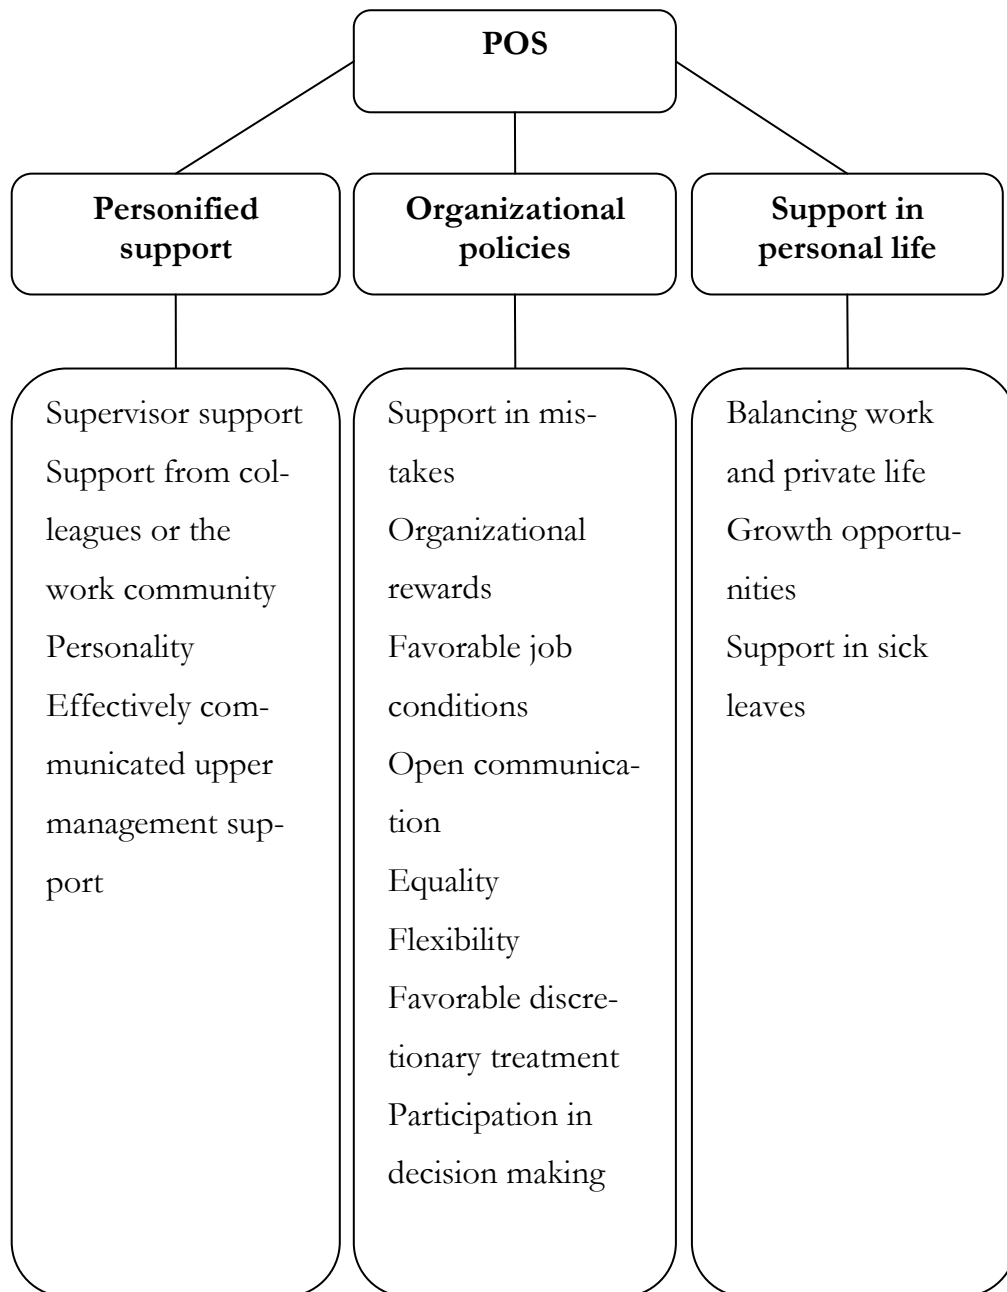 POS
Personified
support
Organizational
policies
Support in
personal life
Supervisor support
Support from col-
leagues or the
work community
Personality
Effectively com-
municated upper
management sup-
port
Support in mis-
takes
Organizational
rewards
Favorable job
conditions
Open communica-
tion
Equality
Flexibility
Favorable discre-
tionary treatment
Participation in
decision making
Balancing work
and private life
Growth opportu-
nities
Support in sick
leaves